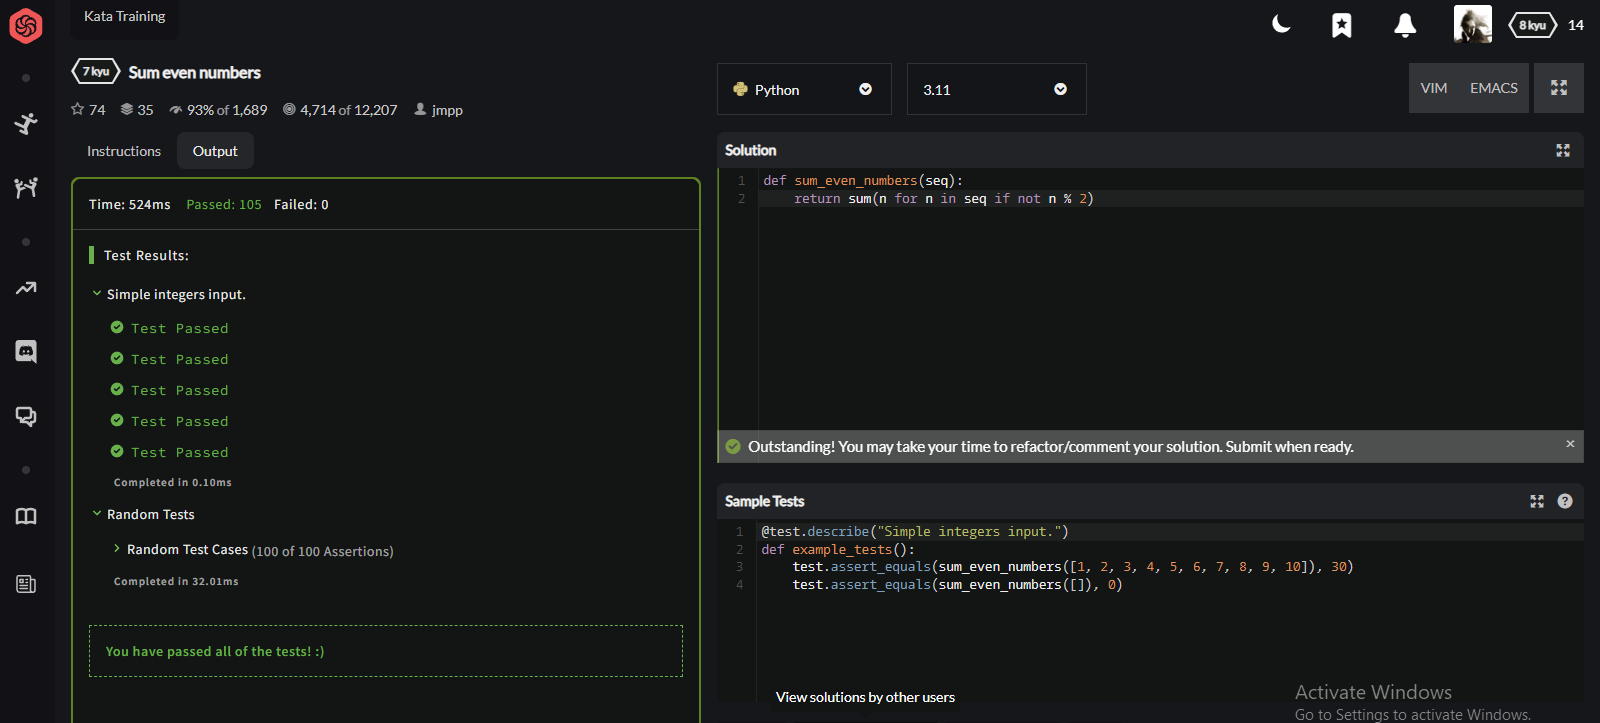 Kata Training
8 kyu 14
7 kyu Sum even numbers
74 35 93% of 1,689 4,714 of 12,207 jmpp
Instructions Output
Time: 524ms Passed: 105 Failed: 0
Test Results:
Simple integers input.
Test Passed
Test Passed
Test Passed
Test Passed
Test Passed
Completed in 0.10ms
Random Tests
Random Test Cases (100 of 100 Assertions)
Completed in 32.01ms
You have passed all of the tests! :)
Python 3.11 VIM EMACS
Solution
1 def sum_even_numbers(seq):
2 return sum(n for n in seq if not n % 2)
Outstanding! You may take your time to refactor/comment your solution. Submit when ready. ×
Sample Tests ?
1 @test.describe("Simple integers input.")
2 def example_tests():
3 test.assert_equals(sum_even_numbers([1, 2, 3, 4, 5, 6, 7, 8, 9, 10]), 30)
4 test.assert_equals(sum_even_numbers([]), 0)
View solutions by other users
Activate Windows
Go to Settings to activate Windows.